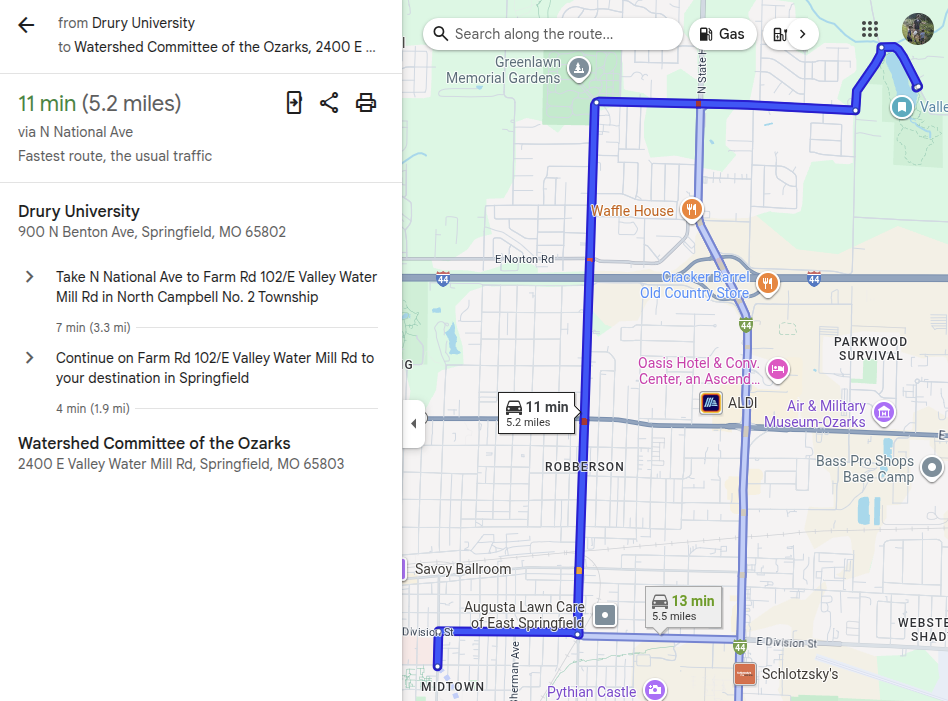 from Drury University
to Watershed Committee of the Ozarks, 2400 E ...
11 min (5.2 miles)
via N National Ave
Fastest route, the usual traffic
Drury University
900 N Benton Ave, Springfield, MO 65802
Take N National Ave to Farm Rd 102/E Valley Water
Mill Rd in North Campbell No. 2 Township
7 min (3.3 mi)
Continue on Farm Rd 102/E Valley Water Mill Rd to
your destination in Springfield
4 min (1.9 mi)
Watershed Committee of the Ozarks
2400 E Valley Water Mill Rd, Springfield, MO 65803
Search along the route...
Gas
Greenlawn
Memorial Gardens
N State H
Valle
Waffle House
E Norton Rd
44
44
Cracker Barrel
Old Country Store
44
PARKWOOD
SURVIVAL
G
Oasis Hotel & Conv.
Center, an Ascend...
ALDI
11 min
5.2 miles
Air & Military
Museum-Ozarks
E
ROBBERSON
Bass Pro Shops
Base Camp
Savoy Ballroom
13 min
5.5 miles
Augusta Lawn Care
of East Springfield
Division St
E Division St
44
WEBSTE
SHAD
herman Ave
Schlotzsky's
MIDTOWN
Pythian Castle